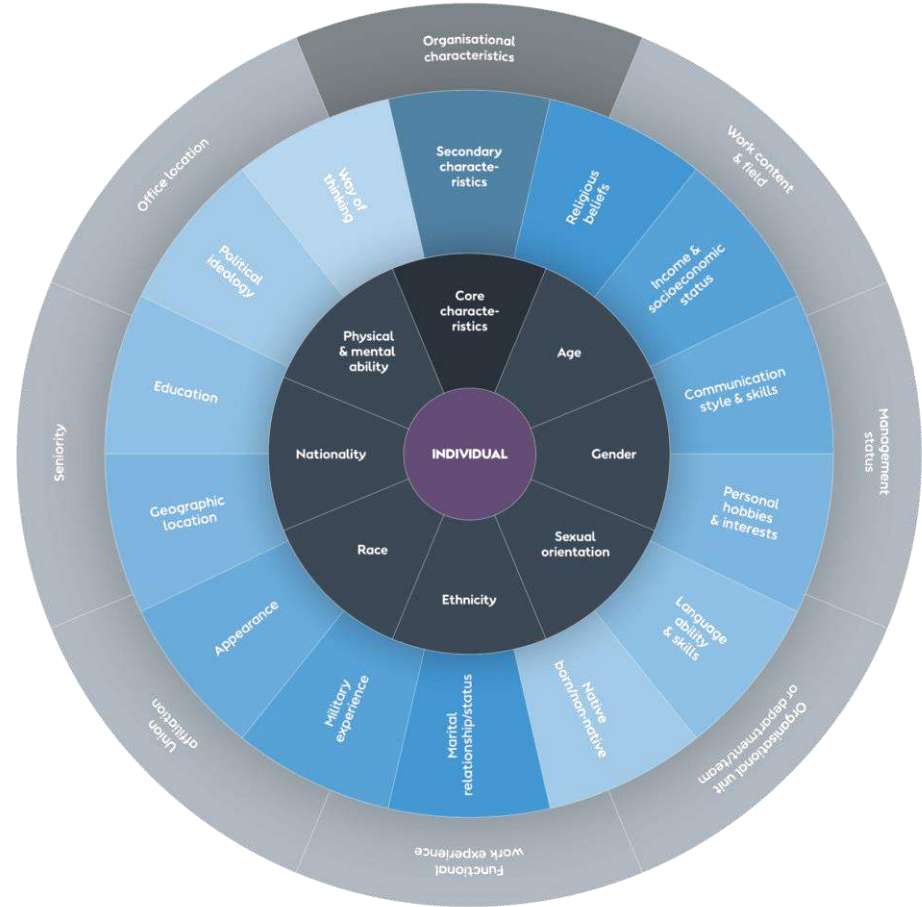 Organisational
characteristics
Work content
& field
Management
status
Organisational unit
or department/team
Functional
work experience
Union
affiliation
Seniority
Office location
Secondary
characte-
ristics
Religious
beliefs
Income &
socioeconomic
status
Communication
style & skills
Personal
hobbies
& interests
Language
ability
& skills
Native
born/non-native
Marital
relationship/status
Military
experience
Appearance
Geographic
location
Education
Political
ideology
Way of
thinking
Core
characte-
ristics
Age
Gender
Sexual
orientation
Ethnicity
Race
Nationality
Physical
& mental
ability
INDIVIDUAL